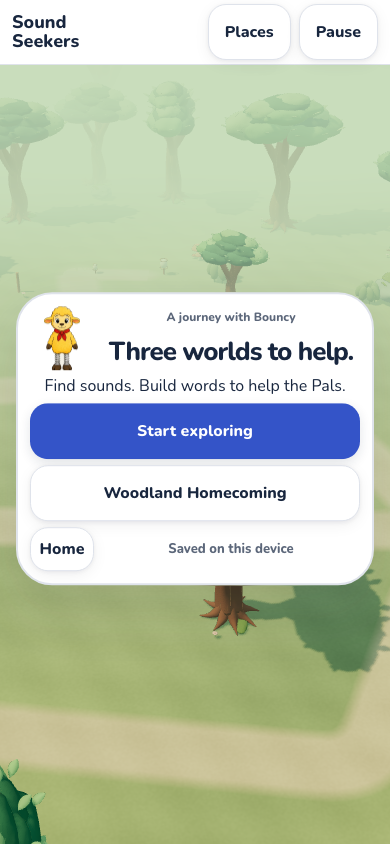 Sound
Seekers
Places
Pause
A journey with Bouncy
Three worlds to help.
Find sounds. Build words to help the Pals.
Start exploring
Woodland Homecoming
Home
Saved on this device